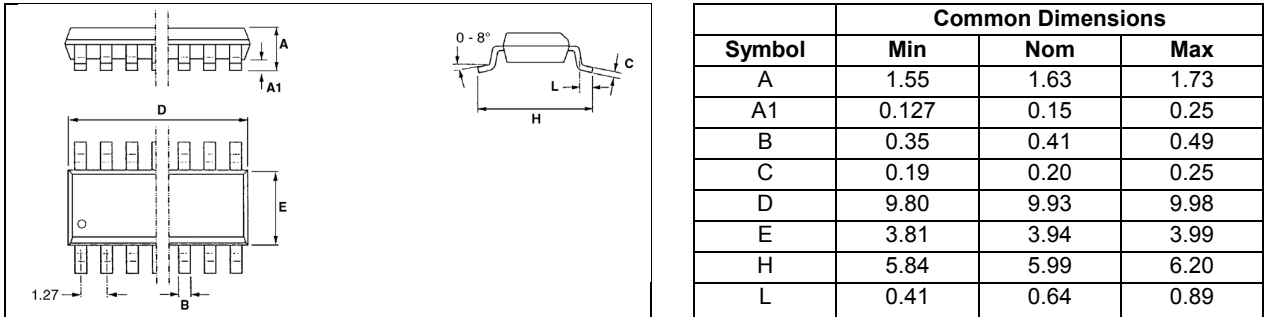 A
A1
D
E
1.27
B
0 - 8°
C
L
H
Common Dimensions
Symbol Min Nom Max
A 1.55 1.63 1.73
A1 0.127 0.15 0.25
B 0.35 0.41 0.49
C 0.19 0.20 0.25
D 9.80 9.93 9.98
E 3.81 3.94 3.99
H 5.84 5.99 6.20
L 0.41 0.64 0.89